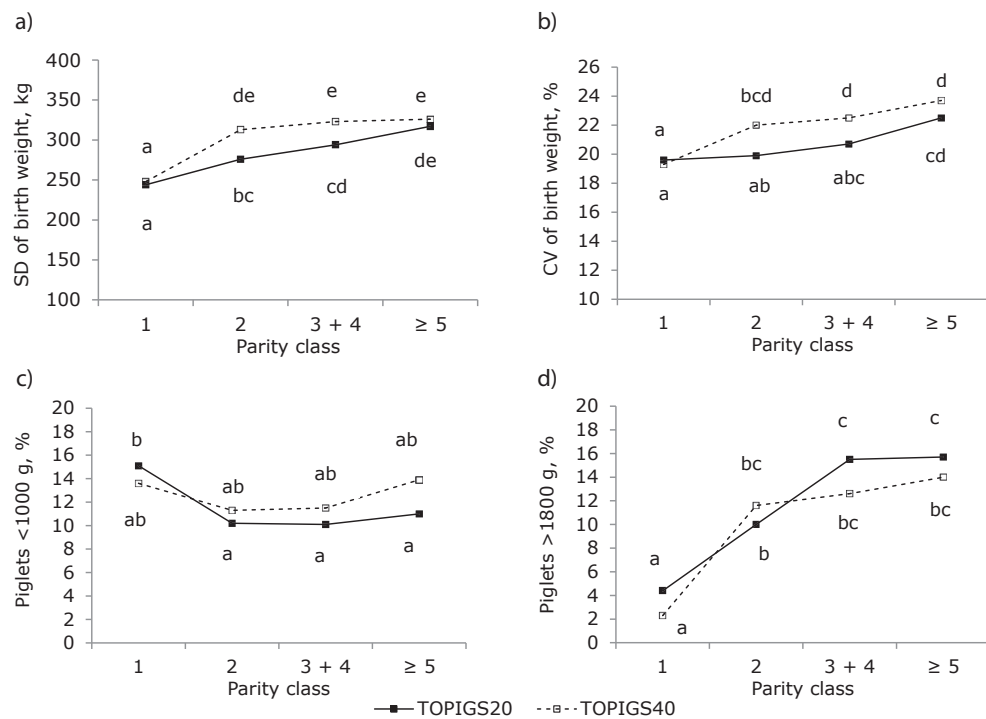 a)
SD of birth weight, kg
400
350
300
250
200
150
100
a
de
e
e
a
bc
cd
de
1
2
3 + 4
≥ 5
Parity class
b)
CV of birth weight, %
26
24
22
20
18
16
14
12
10
a
bcd
d
d
a
ab
abc
cd
1
2
3 + 4
≥ 5
Parity class
c)
Piglets <1000 g, %
20
18
16
14
12
10
8
6
4
2
0
b
ab
ab
ab
ab
a
a
a
1
2
3 + 4
≥ 5
Parity class
d)
Piglets >1800 g, %
20
18
16
14
12
10
8
6
4
2
0
a
bc
c
c
a
b
bc
bc
1
2
3 + 4
≥ 5
Parity class
TOPIGS20
TOPIGS40